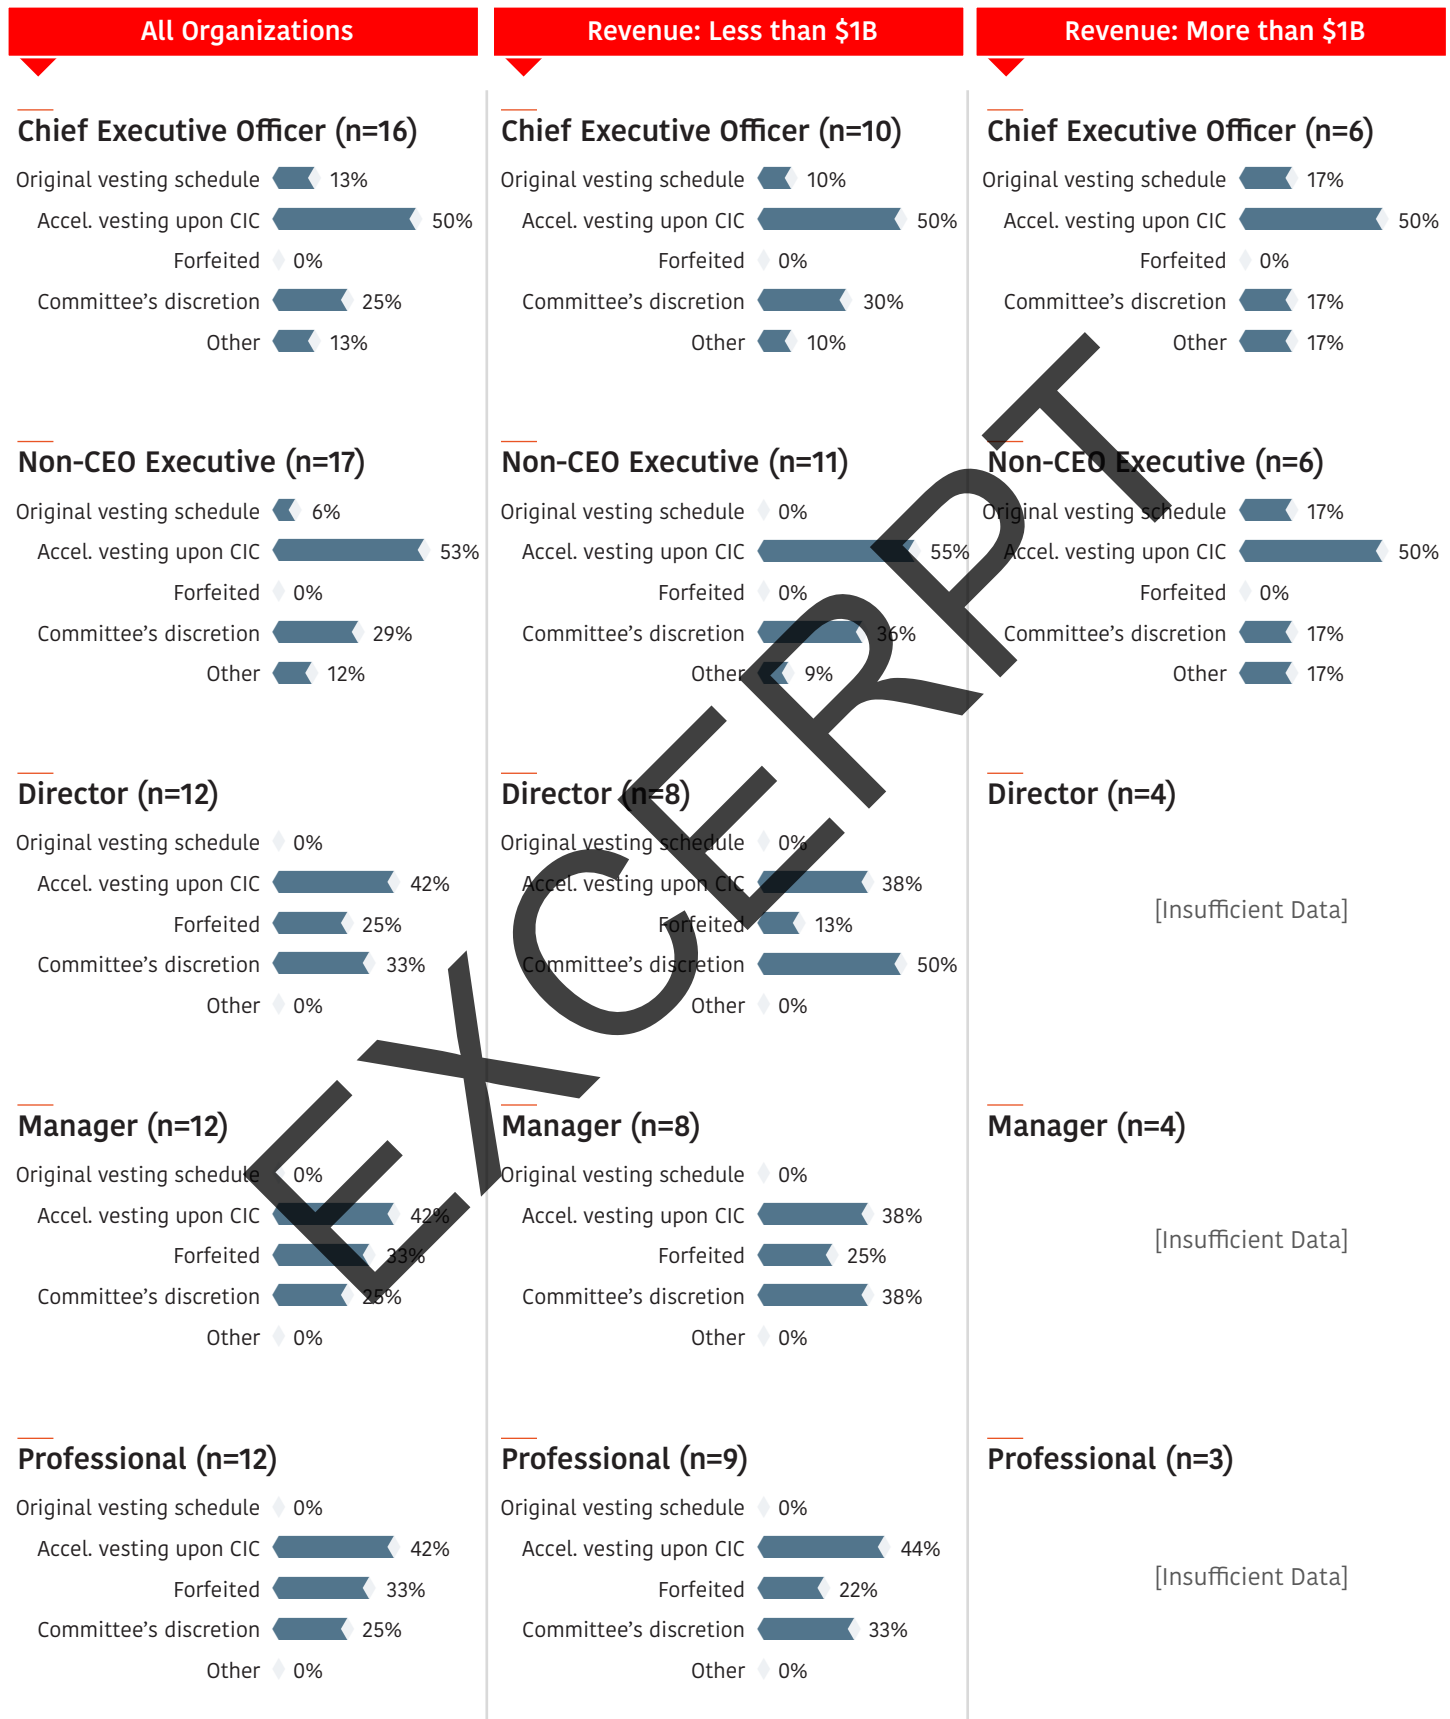 All Organizations
Chief Executive Officer (n=16)
Original vesting schedule 13%
Accel. vesting upon CIC 50%
Forfeited 0%
Committee’s discretion 25%
Other 13%
Non-CEO Executive (n=17)
Original vesting schedule 6%
Accel. vesting upon CIC 53%
Forfeited 0%
Committee’s discretion 29%
Other 12%
Director (n=12)
Original vesting schedule 0%
Accel. vesting upon CIC 42%
Forfeited 25%
Committee’s discretion 33%
Other 0%
Manager (n=12)
Original vesting schedule 0%
Accel. vesting upon CIC 42%
Forfeited 33%
Committee’s discretion 25%
Other 0%
Professional (n=12)
Original vesting schedule 0%
Accel. vesting upon CIC 42%
Forfeited 33%
Committee’s discretion 25%
Other 0%
Revenue: Less than $1B
Chief Executive Officer (n=10)
Original vesting schedule 10%
Accel. vesting upon CIC 50%
Forfeited 0%
Committee’s discretion 30%
Other 10%
Non-CEO Executive (n=11)
Original vesting schedule 0%
Accel. vesting upon CIC 55%
Forfeited 0%
Committee’s discretion 36%
Other 9%
Director (n=8)
Original vesting schedule 0%
Accel. vesting upon CIC 38%
Forfeited 13%
Committee’s discretion 50%
Other 0%
Manager (n=8)
Original vesting schedule 0%
Accel. vesting upon CIC 38%
Forfeited 25%
Committee’s discretion 38%
Other 0%
Professional (n=9)
Original vesting schedule 0%
Accel. vesting upon CIC 44%
Forfeited 22%
Committee’s discretion 33%
Other 0%
Revenue: More than $1B
Chief Executive Officer (n=6)
Original vesting schedule 17%
Accel. vesting upon CIC 50%
Forfeited 0%
Committee’s discretion 17%
Other 17%
Non-CEO Executive (n=6)
Original vesting schedule 17%
Accel. vesting upon CIC 50%
Forfeited 0%
Committee’s discretion 17%
Other 17%
Director (n=4)
[Insufficient Data]
Manager (n=4)
[Insufficient Data]
Professional (n=3)
[Insufficient Data]
EXCERPT